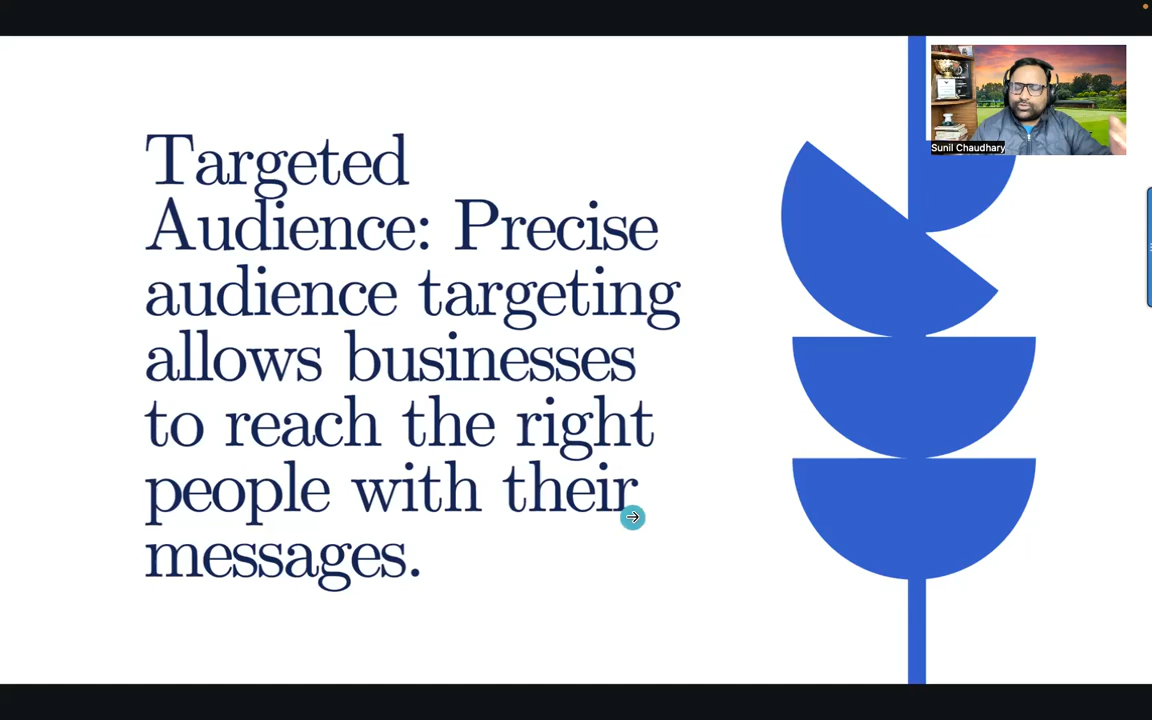 Targeted
Audience: Precise
audience targeting
allows businesses
to reach the right
people with their
messages.
Sunil Chaudhary